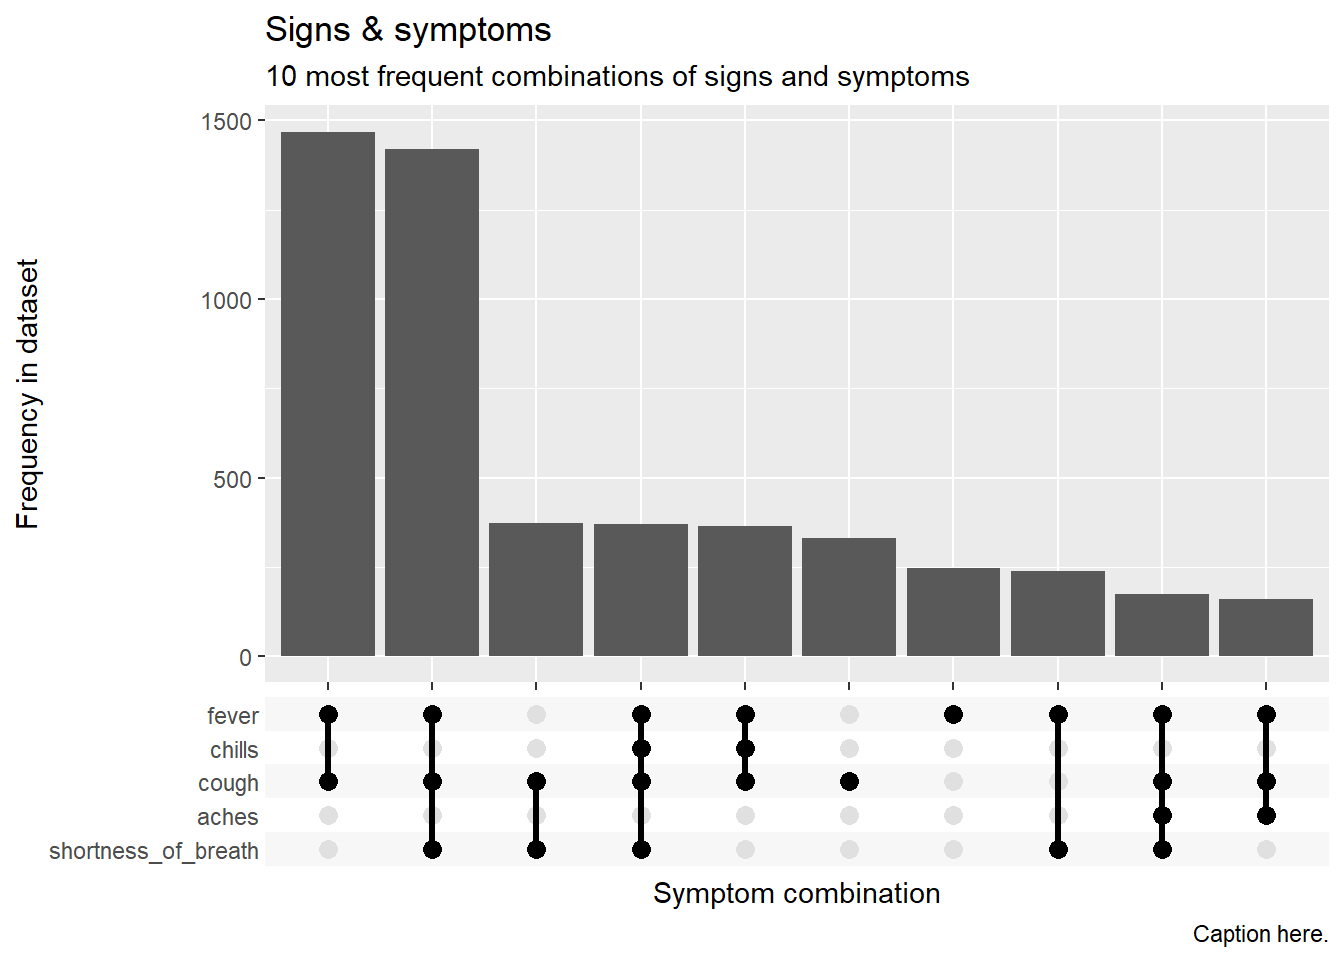 Signs & symptoms
10 most frequent combinations of signs and symptoms
Frequency in dataset
1500
1000
500
0
fever
chills
cough
aches
shortness_of_breath
Symptom combination
Caption here.